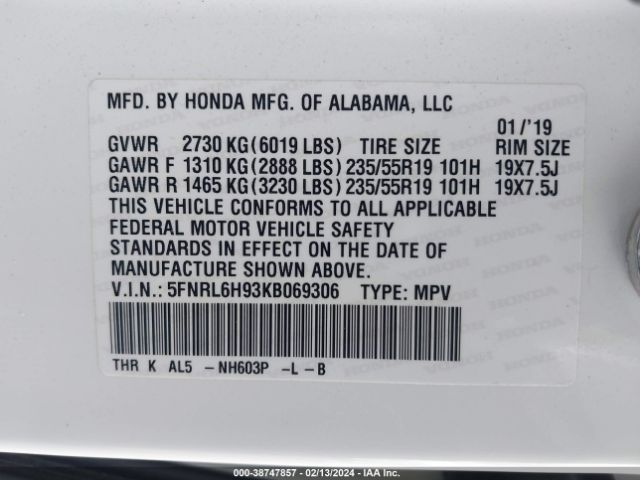 MFD. BY HONDA MFG. OF ALABAMA, LLC
01/'19
GVWR 2730 KG(6019 LBS) TIRE SIZE RIM SIZE
GAWR F 1310 KG(2888 LBS) 235/55R19 101H 19X7.5J
GAWR R 1465 KG(3230 LBS) 235/55R19 101H 19X7.5J
THIS VEHICLE CONFORMS TO ALL APPLICABLE
FEDERAL MOTOR VEHICLE SAFETY
STANDARDS IN EFFECT ON THE DATE OF
MANUFACTURE SHOWN ABOVE.
V.I.N.: 5FNRL6H93KB069306 TYPE: MPV
THR K AL5 -NH603P -L-B
000-38747857 | 02/13/2024 - IAA Inc.